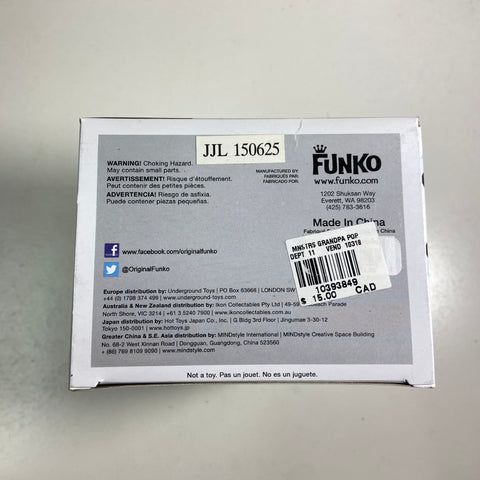 JJL 150625
WARNING! Choking Hazard.
May contain small parts.
AVERTISSEMENT! Risque d'étouffement.
Peut contenir des petites pièces.
ADVERTENCIA! Riesgo de asfixia.
Puede contener piezas pequeñas.
MANUFACTURED BY:
FABRIQUÉS PAR:
FABRICADO POR:
FUNKO
www.funko.com
1202 Shuksan Way
Everett, WA 98203
(425) 783-3616
Made In China
MINSTRS GRANDPA POP
DEPT 11 VEND 10318
10393849
$ 15.00 CAD
www.facebook.com/originalfunko
@OriginalFunko
Europe distribution by: Underground Toys | PO BOX 63668 | LONDON SW
+44 (0) 1708 374 499 | www.underground-toys.com
Australia & New Zealand distribution by: Ikon Collectables Pty Ltd | 49- Parade
North Shore, VIC 3214 | +61 3 5240 7900 | www.ikoncollectables.com.au
Japan distribution by: Hot Toys Japan Co., Inc. | G Bldg 3rd Floor | Jingumae 3-30-12
Tokyo 150-0001 | www.hottoys.jp
Greater China & S.E. Asia distribution by: MINDstyle International | MINDstyle Creative Space Building
No. 68-2 West Xinnan Road | Dongguan, Guangdong, China 523560
+ (86) 769 8109 9090 | www.mindstyle.com
Not a toy. Pas un jouet. No es un juguete.